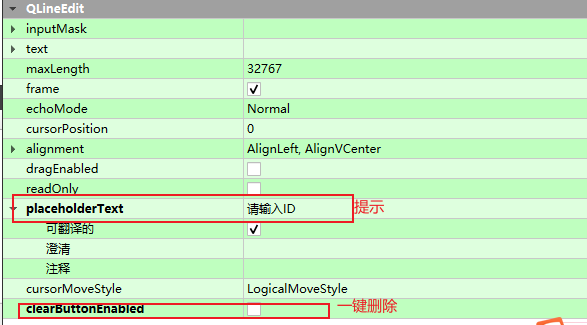 QLineEdit
inputMask
text
maxLength 32767
frame
echoMode Normal
cursorPosition 0
alignment AlignLeft, AlignVCenter
dragEnabled
readOnly
placeholderText 请输入ID 提示
可翻译的
澄清
注释
cursorMoveStyle LogicalMoveStyle
clearButtonEnabled 一键删除